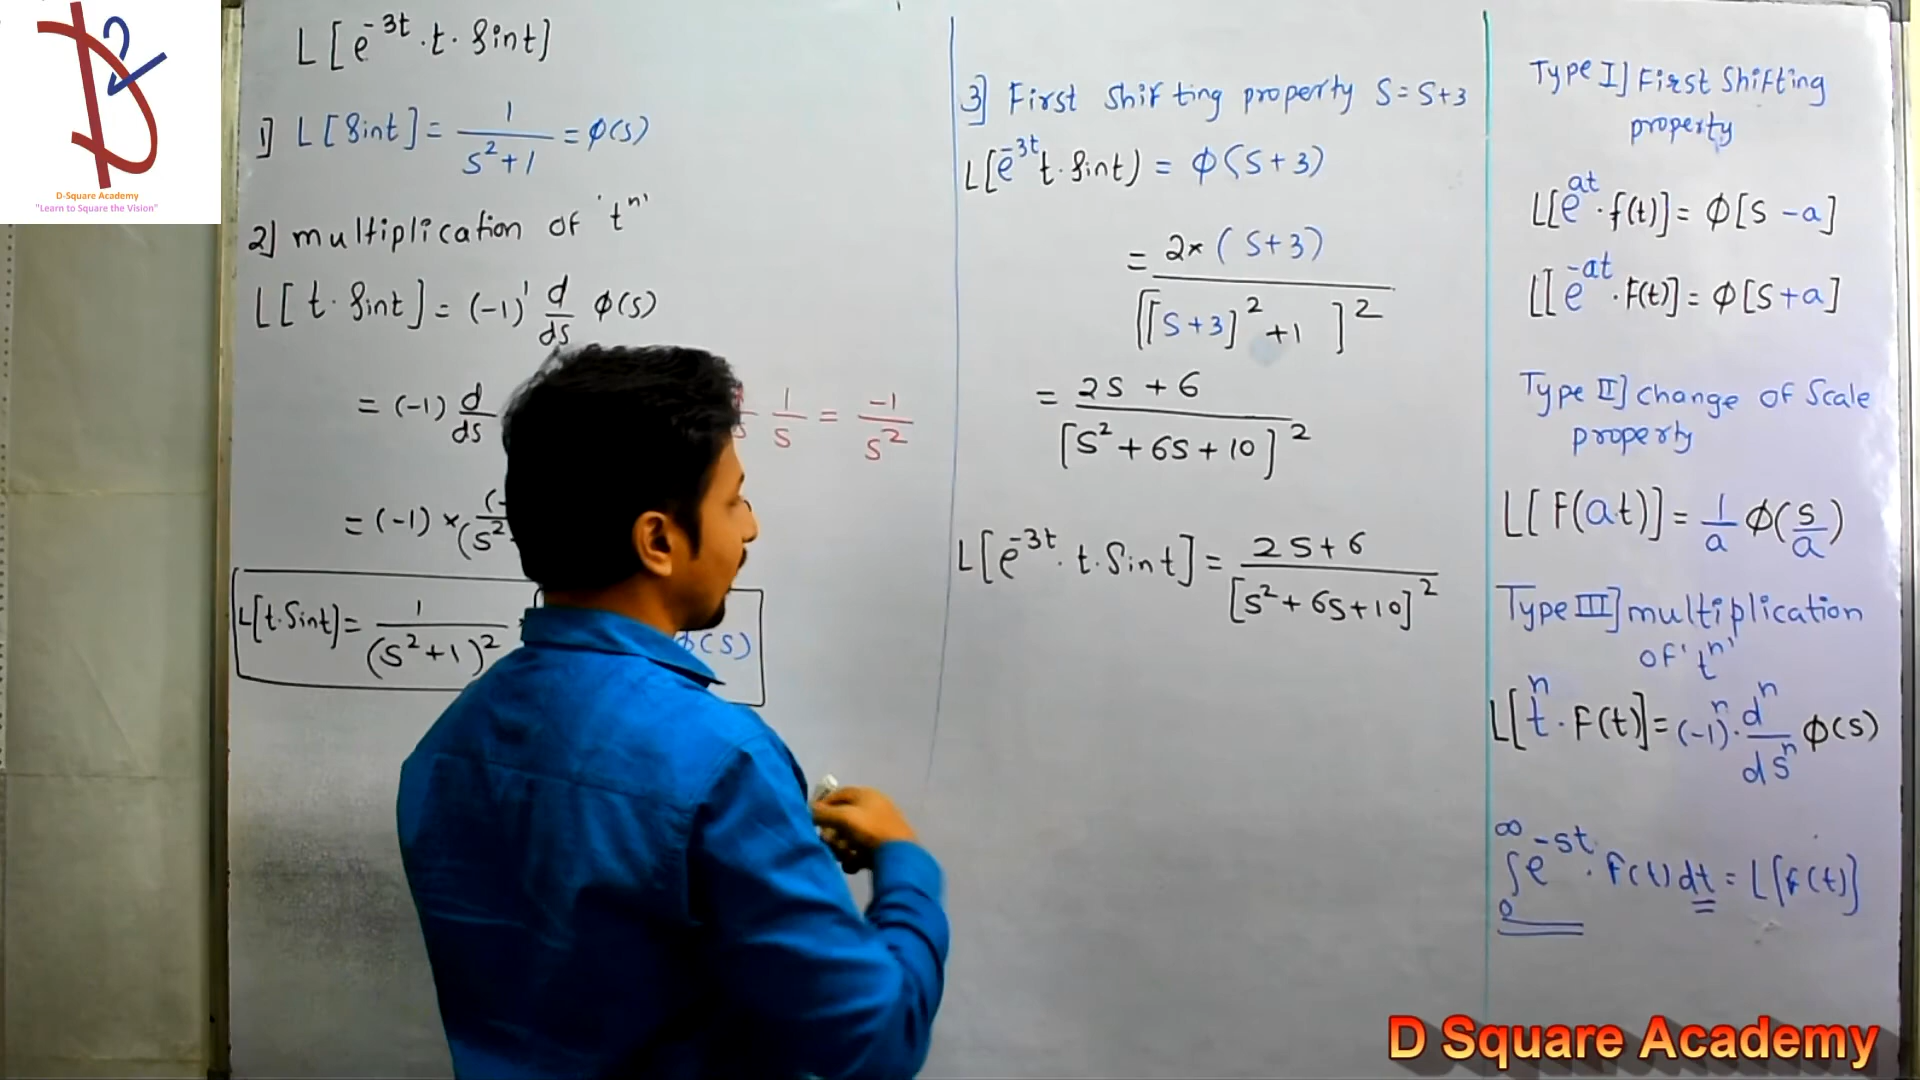 D-Square Academy
"Learn to Square the Vision"
L[e^-3t . t . sint]
1] L[sint] = 1/(s²+1) = φ(s)
2] multiplication of 't^n'
L[t . sint] = (-1)' d/ds φ(s)
= (-1) d/ds
1/s = -1/s²
= (-1) × (s²
L[t.sint] = 1/(s²+1)²
φ(s)
3] First shifting property S = S+3
L[e^-3t t . sint) = φ(s+3)
= 2×(S+3)/[[S+3]²+1]²
= 2S+6/[S²+6S+10]²
L[e^-3t . t . Sint] = 2S+6/[S²+6S+10]²
Type I] First Shifting
property
L[e^at . f(t)] = φ[S-a]
L[e^-at . F(t)] = φ[S+a]
Type II] Change of Scale
property
L[F(at)] = 1/a φ(s/a)
Type III] multiplication
of 't^n'
L[t^n . F(t)] = (-1)^n . d^n/ds^n φ(s)
∫₀^∞ e^-st . F(t) dt = L[f(t)]
D Square Academy